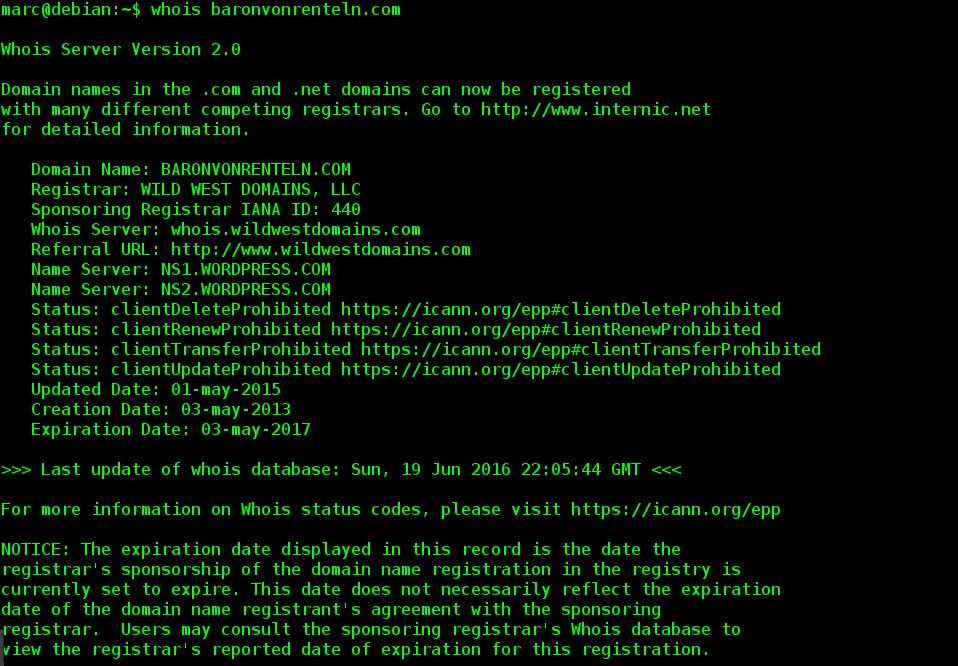 marc@debian:~$ whois baronvonrenteln.com
Whois Server Version 2.0
Domain names in the .com and .net domains can now be registered
with many different competing registrars. Go to http://www.internic.net
for detailed information.
Domain Name: BARONVONRENTELN.COM
Registrar: WILD WEST DOMAINS, LLC
Sponsoring Registrar IANA ID: 440
Whois Server: whois.wildwestdomains.com
Referral URL: http://www.wildwestdomains.com
Name Server: NS1.WORDPRESS.COM
Name Server: NS2.WORDPRESS.COM
Status: clientDeleteProhibited https://icann.org/epp#clientDeleteProhibited
Status: clientRenewProhibited https://icann.org/epp#clientRenewProhibited
Status: clientTransferProhibited https://icann.org/epp#clientTransferProhibited
Status: clientUpdateProhibited https://icann.org/epp#clientUpdateProhibited
Updated Date: 01-may-2015
Creation Date: 03-may-2013
Expiration Date: 03-may-2017
>>> Last update of whois database: Sun, 19 Jun 2016 22:05:44 GMT <<<
For more information on Whois status codes, please visit https://icann.org/epp
NOTICE: The expiration date displayed in this record is the date the
registrar's sponsorship of the domain name registration in the registry is
currently set to expire. This date does not necessarily reflect the expiration
date of the domain name registrant's agreement with the sponsoring
registrar.  Users may consult the sponsoring registrar's Whois database to
view the registrar's reported date of expiration for this registration.